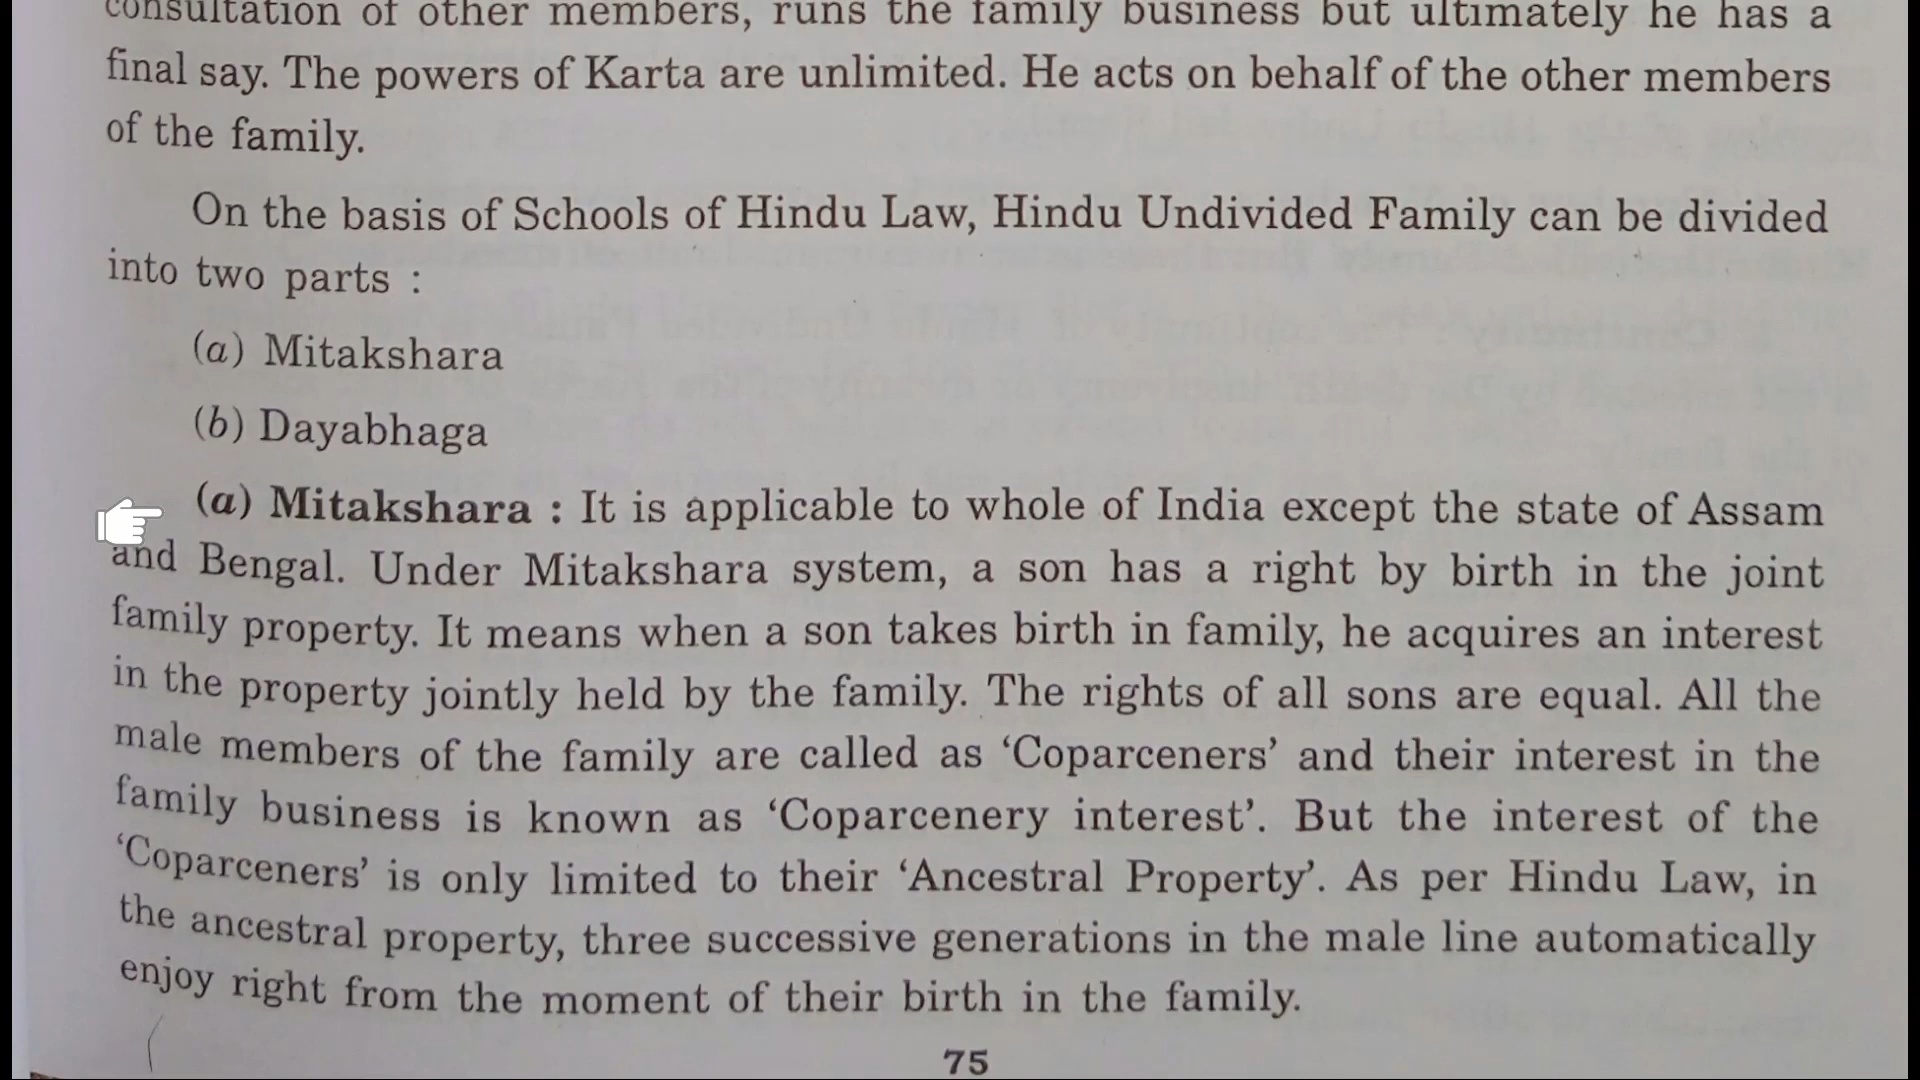 consultation of other members, runs the family business but ultimately he has a
final say. The powers of Karta are unlimited. He acts on behalf of the other members
of the family.
On the basis of Schools of Hindu Law, Hindu Undivided Family can be divided
into two parts :
(a) Mitakshara
(b) Dayabhaga
(a) Mitakshara : It is applicable to whole of India except the state of Assam
and Bengal. Under Mitakshara system, a son has a right by birth in the joint
family property. It means when a son takes birth in family, he acquires an interest
in the property jointly held by the family. The rights of all sons are equal. All the
male members of the family are called as ‘Coparceners’ and their interest in the
family business is known as ‘Coparcenery interest’. But the interest of the
‘Coparceners’ is only limited to their ‘Ancestral Property’. As per Hindu Law, in
the ancestral property, three successive generations in the male line automatically
enjoy right from the moment of their birth in the family.
75